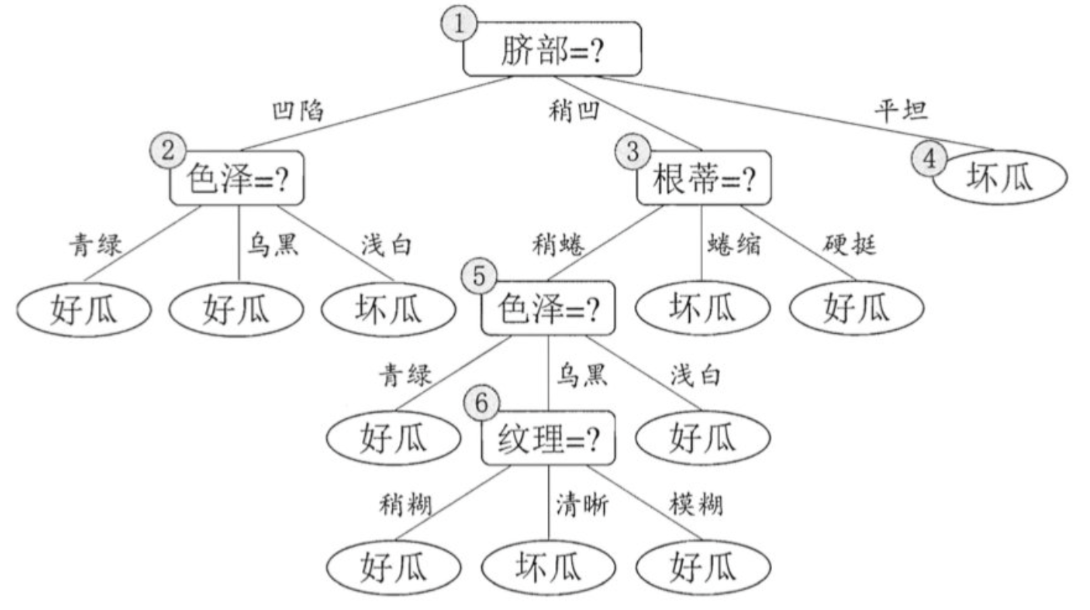 ①
脐部=?
凹陷 稍凹 平坦
② ③ ④
色泽=? 根蒂=? 坏瓜
青绿 乌黑 浅白 稍蜷 蜷缩 硬挺
⑤
好瓜 好瓜 坏瓜 色泽=? 坏瓜 好瓜
青绿 乌黑 浅白
⑥
好瓜 纹理=? 好瓜
稍糊 清晰 模糊
好瓜 坏瓜 好瓜